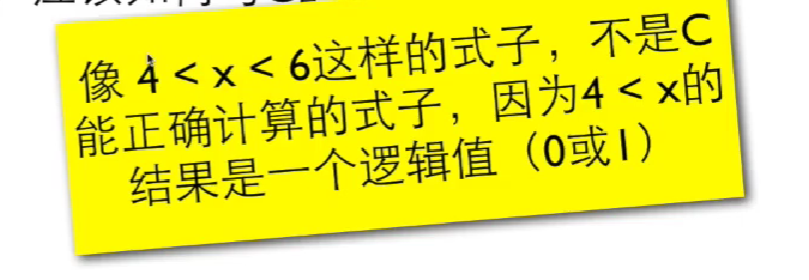 像 4 < x < 6这样的式子，不是C
能正确计算的式子，因为4 < x的
结果是一个逻辑值（0或1）